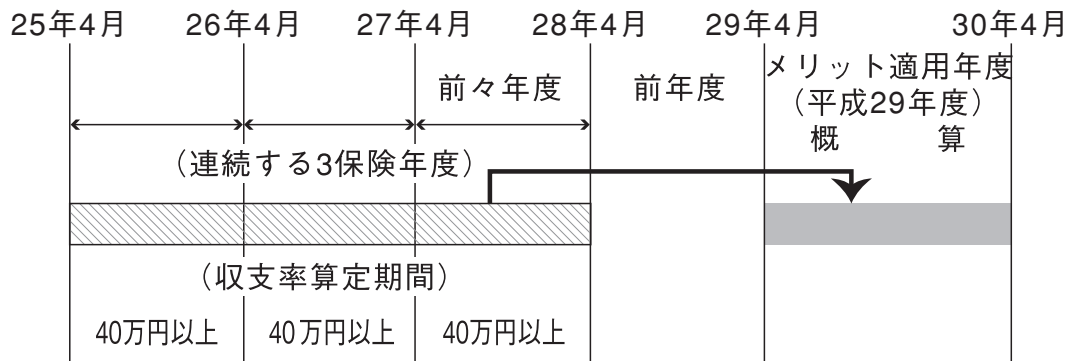 25年4月 26年4月 27年4月 28年4月 29年4月 30年4月
前々年度 前年度 メリット適用年度
（平成29年度）
概 算
（連続する3保険年度）
（収支率算定期間）
40万円以上 40万円以上 40万円以上